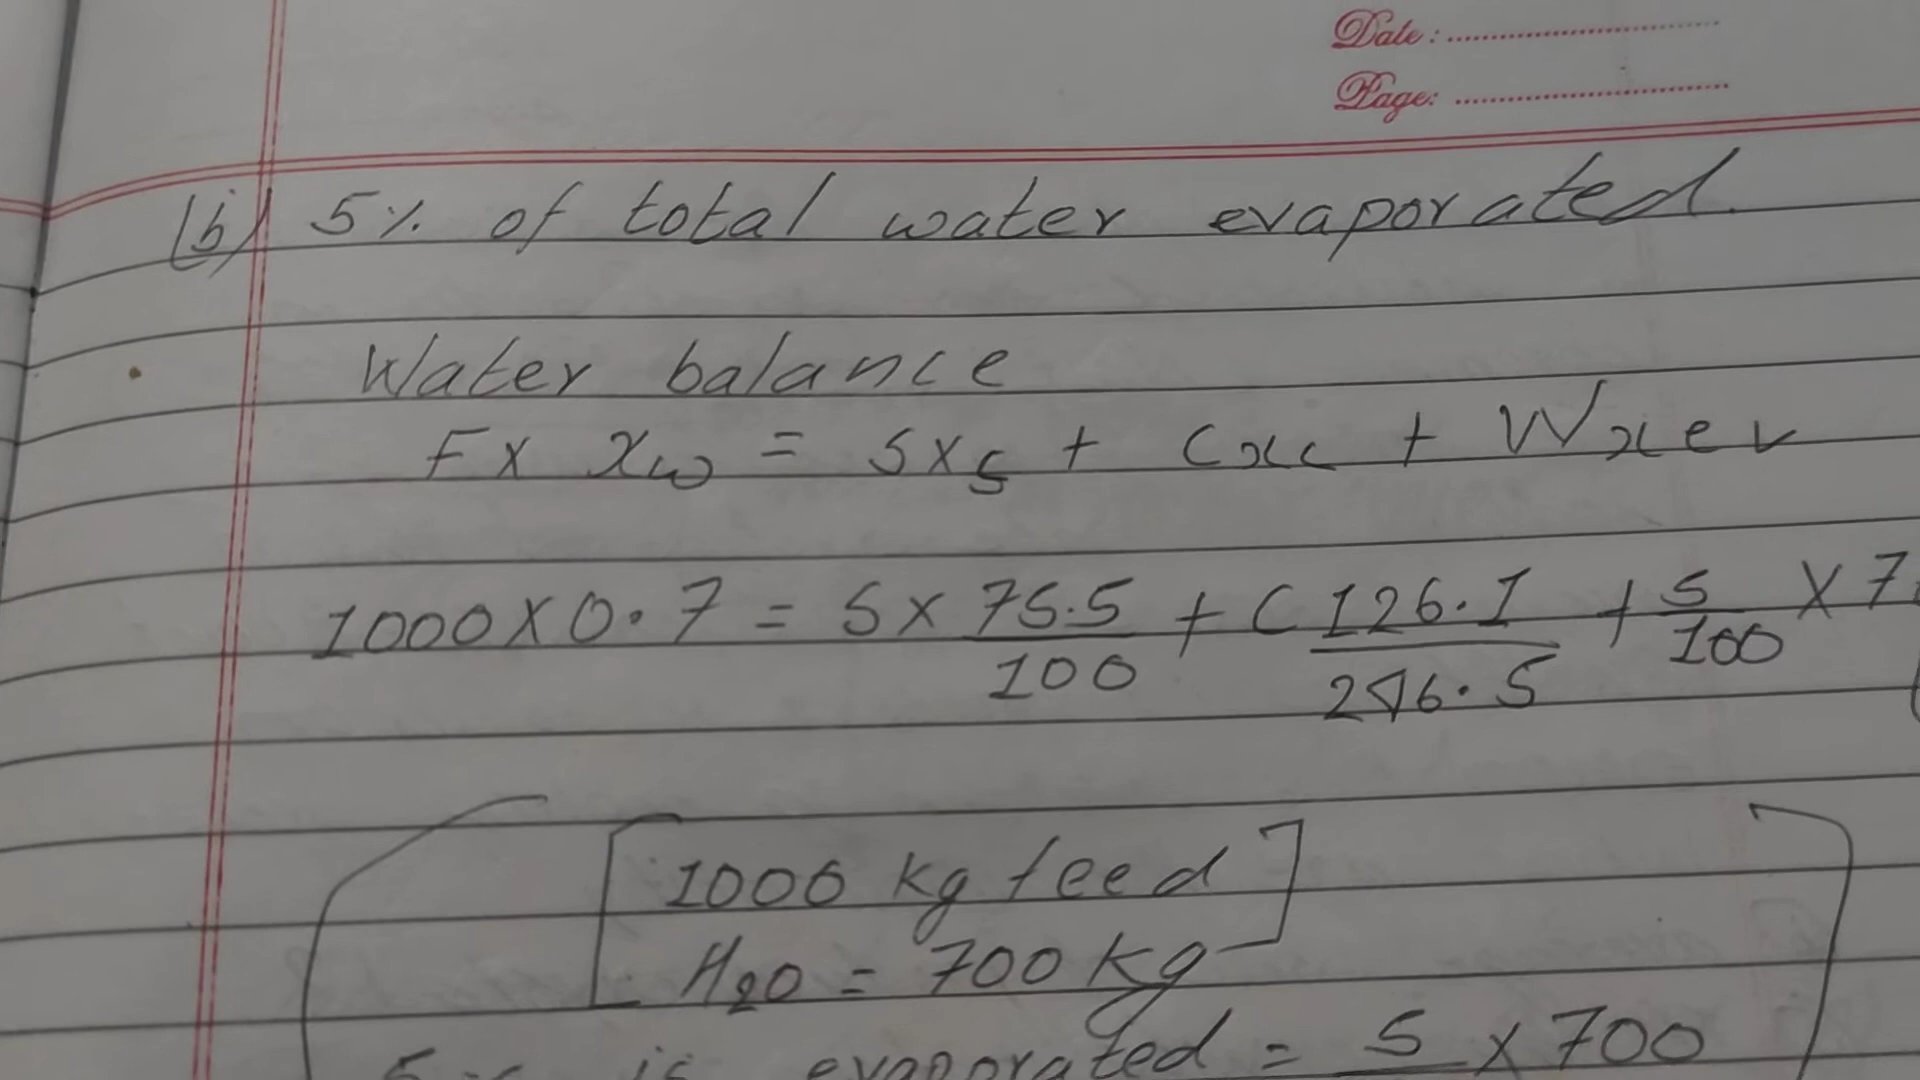 Date:
Page:
(b) 5% of total water evaporated.
Water balance
F x xw = S xs + C xc + W xev
1000 X 0.7 = S X 75.5/100 + C 126.1/246.5 + 5/100 X 7
[1000 kg feed]
H2O = 700 kg
is evaporated = 5 X 700